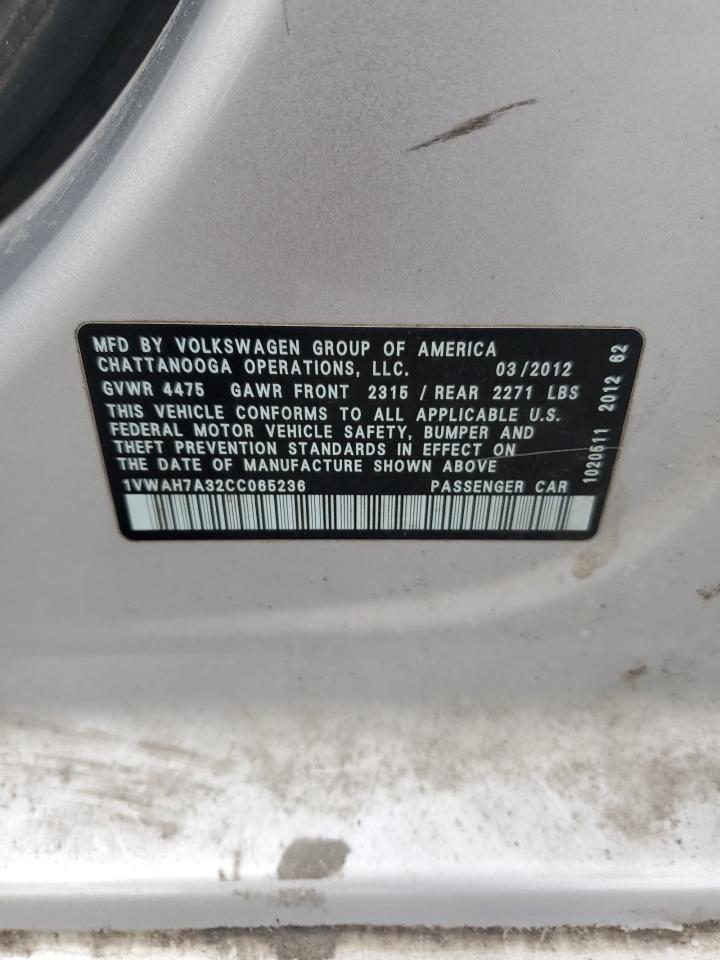 MFD BY VOLKSWAGEN GROUP OF AMERICA
CHATTANOOGA OPERATIONS, LLC. 03/2012
GVWR 4475 GAWR FRONT 2315 / REAR 2271 LBS
THIS VEHICLE CONFORMS TO ALL APPLICABLE U.S.
FEDERAL MOTOR VEHICLE SAFETY, BUMPER AND
THEFT PREVENTION STANDARDS IN EFFECT ON
THE DATE OF MANUFACTURE SHOWN ABOVE
1VWAH7A32CC065236 PASSENGER CAR
1020511 2012 62